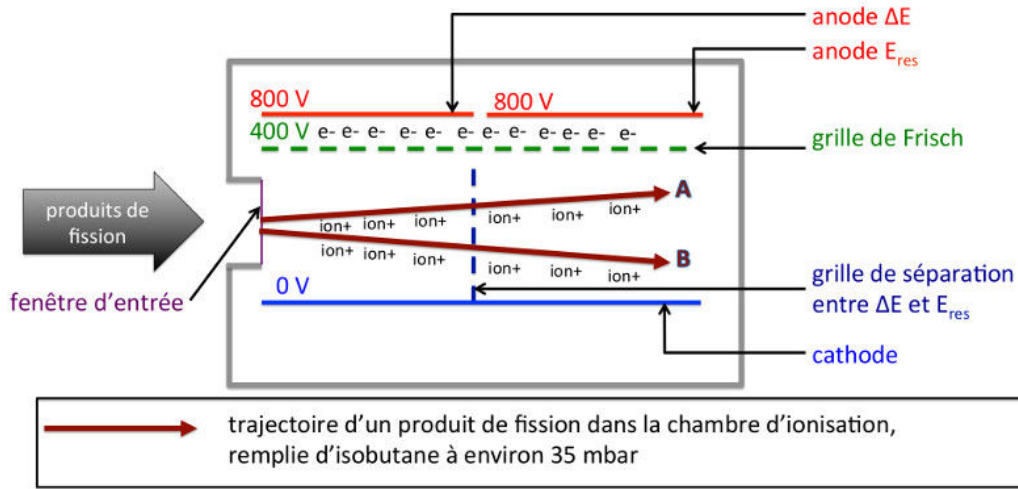 anode ΔE
anode E_res
800 V
800 V
400 V
e- e- e- e- e- e- e- e- e- e- e- e-
grille de Frisch
A
produits de
fission
ion+ ion+ ion+ ion+ ion+ ion+
ion+ ion+ ion+ ion+ ion+ ion+
B
0 V
fenêtre d'entrée
grille de séparation
entre ΔE et E_res
cathode
trajectoire d'un produit de fission dans la chambre d'ionisation,
remplie d'isobutane à environ 35 mbar